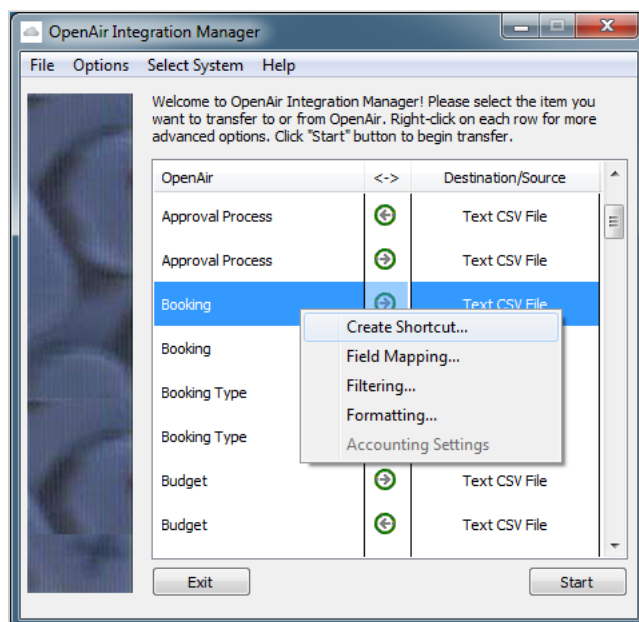 OpenAir Integration Manager
File Options Select System Help
Welcome to OpenAir Integration Manager! Please select the item you
want to transfer to or from OpenAir. Right-click on each row for more
advanced options. Click "Start" button to begin transfer.
OpenAir <-> Destination/Source
Approval Process Text CSV File
Approval Process Text CSV File
Booking Text CSV File
Create Shortcut...
Booking
Field Mapping...
Filtering...
Booking Type
Formatting...
Booking Type
Accounting Settings
Budget Text CSV File
Budget Text CSV File
Exit Start